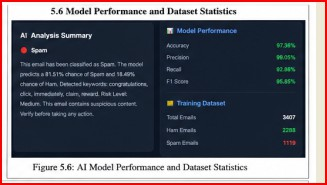 5.6 Model Performance and Dataset Statistics
AI Analysis Summary
Spam
This email has been classified as Spam. The model
predicts a 81.51% chance of Spam and 18.49%
chance of Ham. Detected keywords: congratulations,
click, immediately, claim, reward. Risk Level:
Medium. This email contains suspicious content.
Verify before taking any action.
Model Performance
Accuracy 97.36%
Precision 99.05%
Recall 92.86%
F1 Score 95.85%
Training Dataset
Total Emails 3407
Ham Emails 2288
Spam Emails 1119
Figure 5.6: AI Model Performance and Dataset Statistics